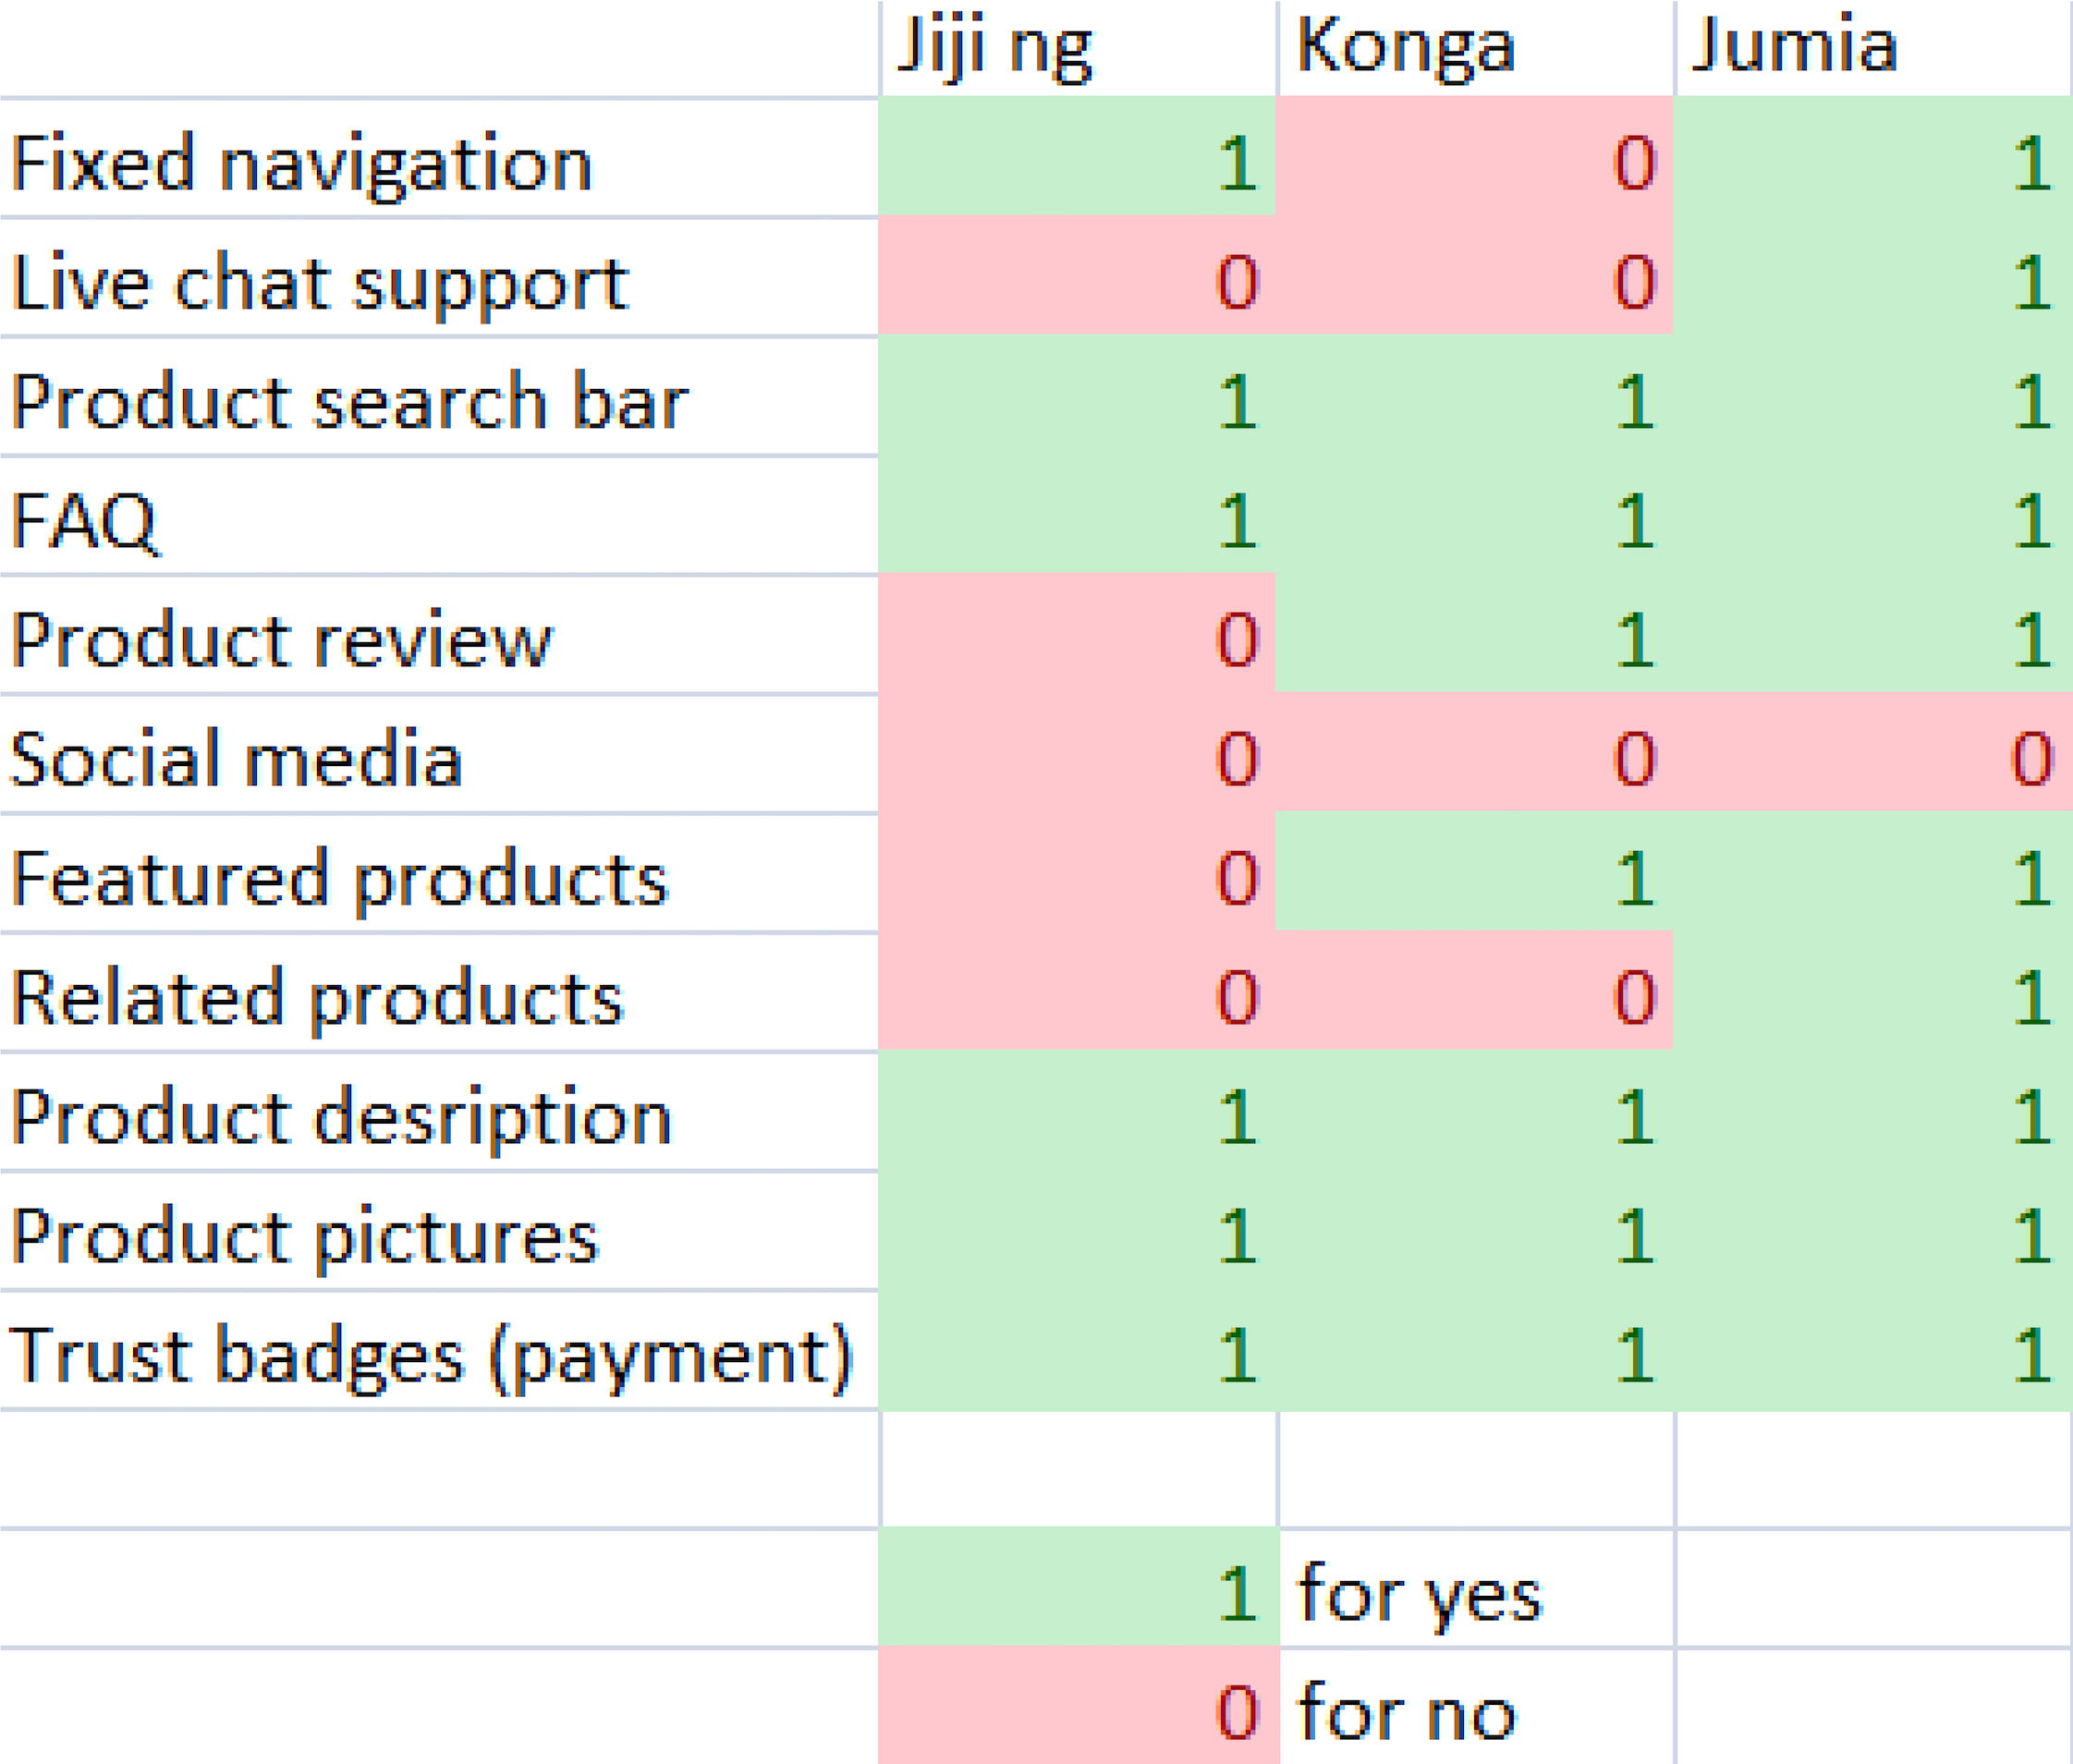 Jiji ng Konga Jumia
Fixed navigation 1 0 1
Live chat support 0 0 1
Product search bar 1 1 1
FAQ 1 1 1
Product review 0 1 1
Social media 0 0 0
Featured products 0 1 1
Related products 0 0 1
Product desription 1 1 1
Product pictures 1 1 1
Trust badges (payment) 1 1 1
1 for yes
0 for no